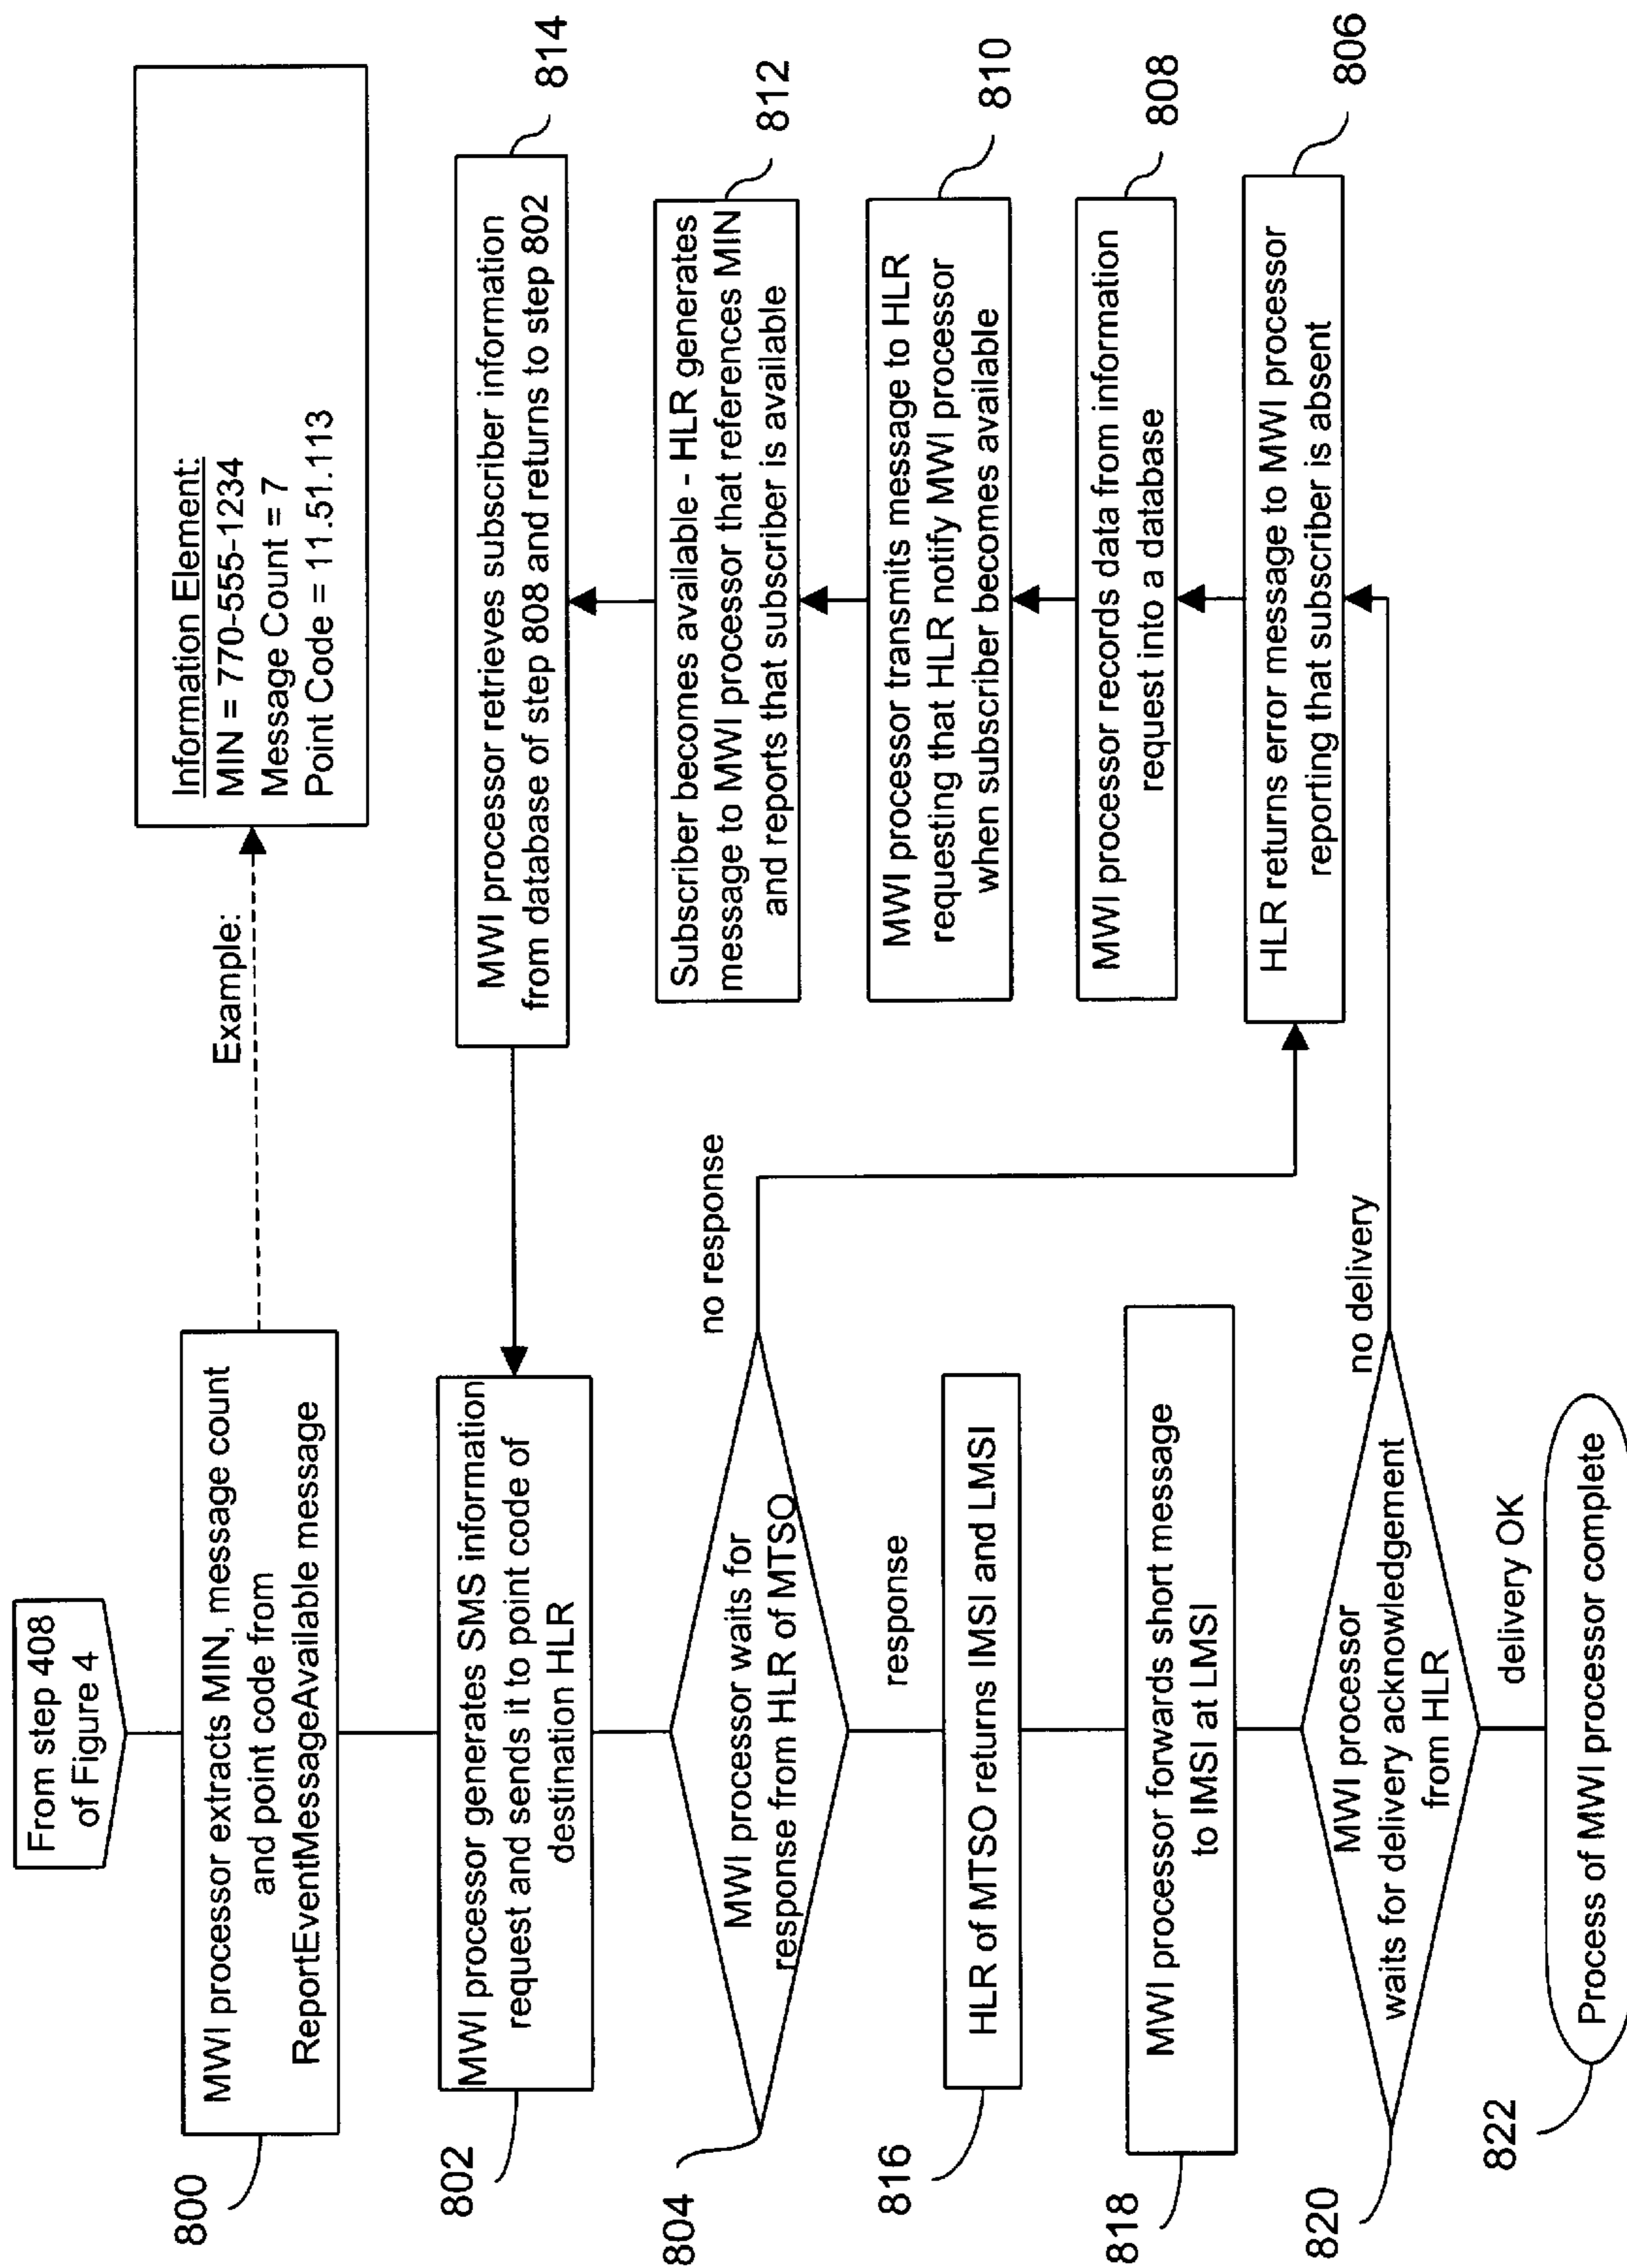 From step 408
of Figure 4
800
MWI processor extracts MIN, message count
and point code from
ReportEventMessageAvailable message
Example:
Information Element:
MIN = 770-555-1234
Message Count = 7
Point Code = 11.51.113
802
MWI processor generates SMS information
request and sends it to point code of
destination HLR
804
MWI processor waits for
response from HLR of MTSO
no response
response
816
HLR of MTSO returns IMSI and LMSI
818
MWI processor forwards short message
to IMSI at LMSI
820
MWI processor
waits for delivery acknowledgement
from HLR
no delivery
delivery OK
822
Process of MWI processor complete
814
MWI processor retrieves subscriber information
from database of step 808 and returns to step 802
812
Subscriber becomes available - HLR generates
message to MWI processor that references MIN
and reports that subscriber is available
810
MWI processor transmits message to HLR
requesting that HLR notify MWI processor
when subscriber becomes available
808
MWI processor records data from information
request into a database
806
HLR returns error message to MWI processor
reporting that subscriber is absent